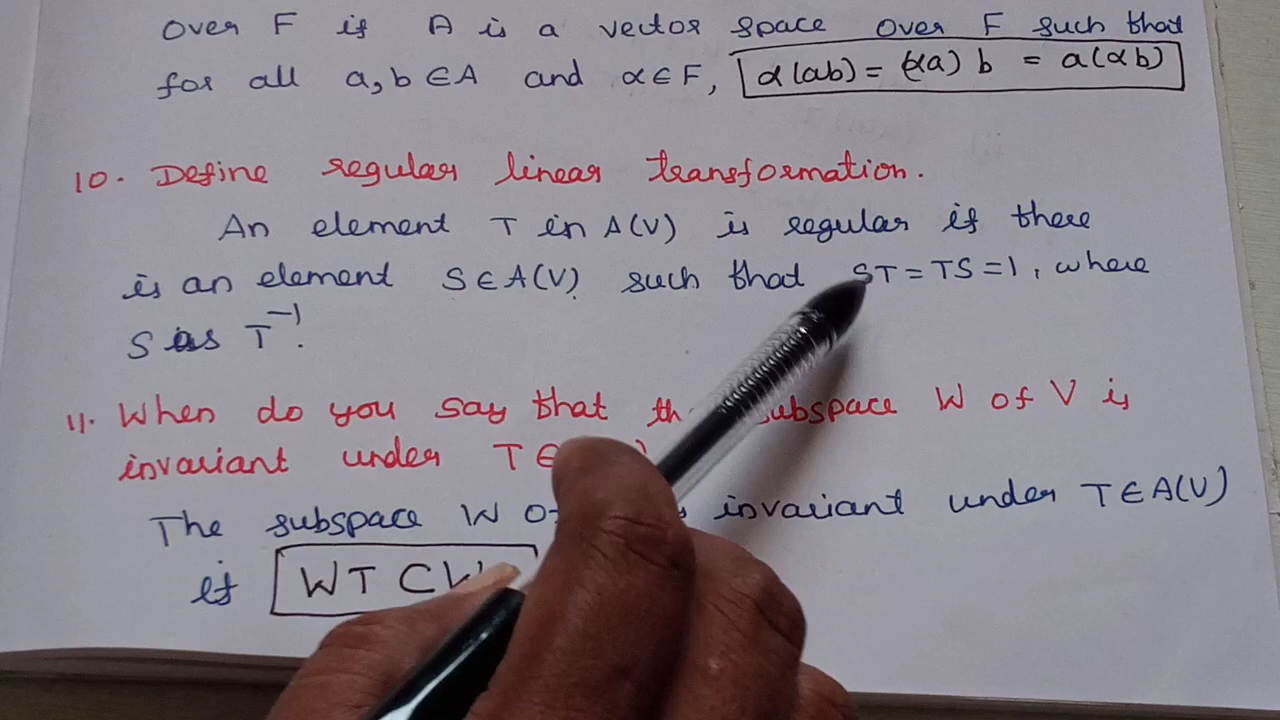 Over F if A is a vector space over F such that
for all a, b ∈ A and α ∈ F, α(ab) = (αa) b = a(αb)
10. Define regular linear transformation.
An element T in A(V) is regular if there
is an element S ∈ A(V) such that ST = TS = 1, where
S is T⁻¹.
11. When do you say that subspace W of V is
invariant under T ∈
The subspace W of invariant under T ∈ A(V)
if WT ⊂ W